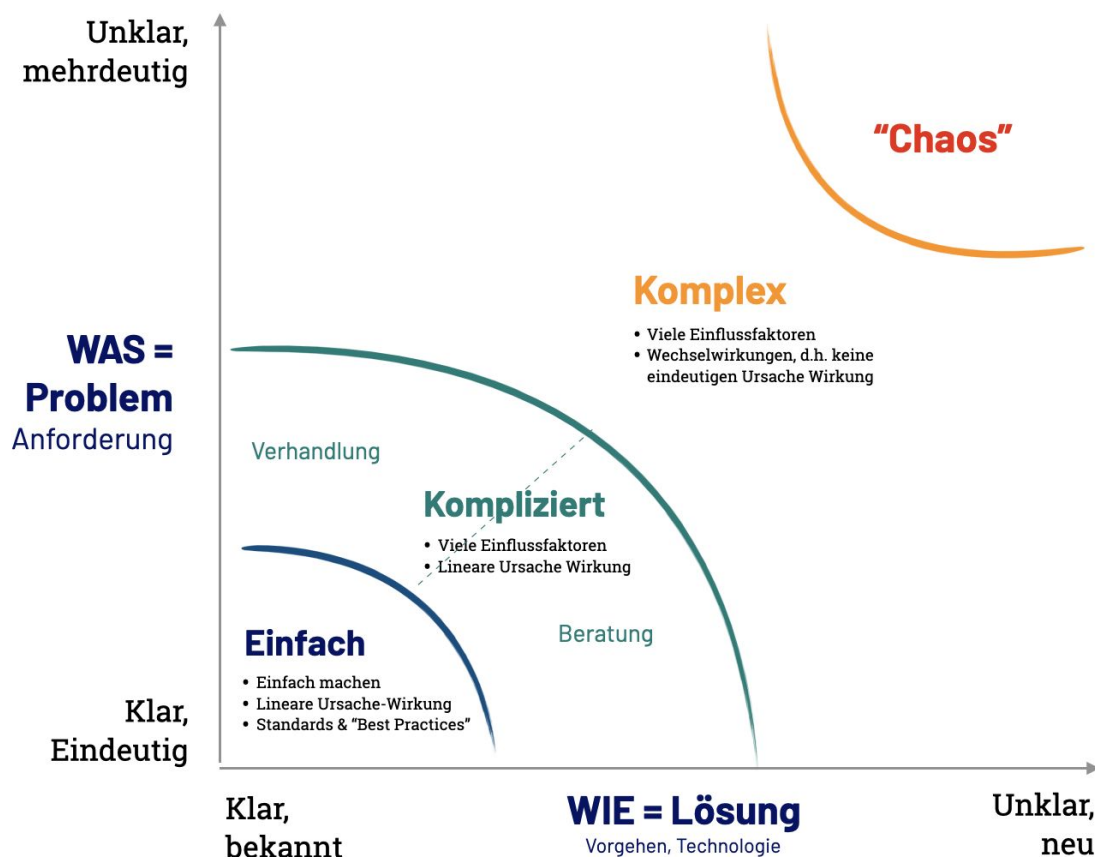 Unklar,
mehrdeutig
“Chaos”
Komplex
• Viele Einflussfaktoren
• Wechselwirkungen, d.h. keine
eindeutigen Ursache Wirkung
WAS =
Problem
Anforderung
Verhandlung
Kompliziert
• Viele Einflussfaktoren
• Lineare Ursache Wirkung
Beratung
Einfach
• Einfach machen
• Lineare Ursache-Wirkung
• Standards & “Best Practices”
Klar,
Eindeutig
Klar,
bekannt
WIE = Lösung
Vorgehen, Technologie
Unklar,
neu